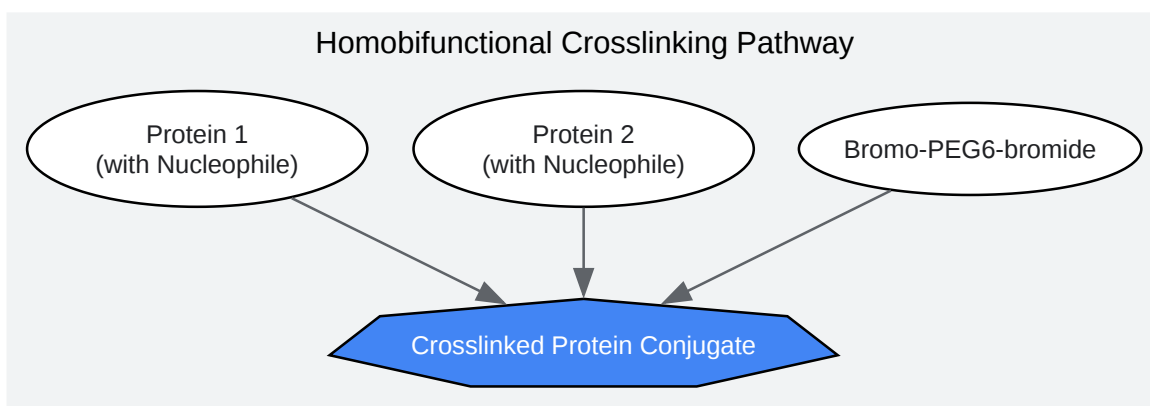 Homobifunctional Crosslinking Pathway
Protein 1
(with Nucleophile)
Protein 2
(with Nucleophile)
Bromo-PEG6-bromide
Crosslinked Protein Conjugate